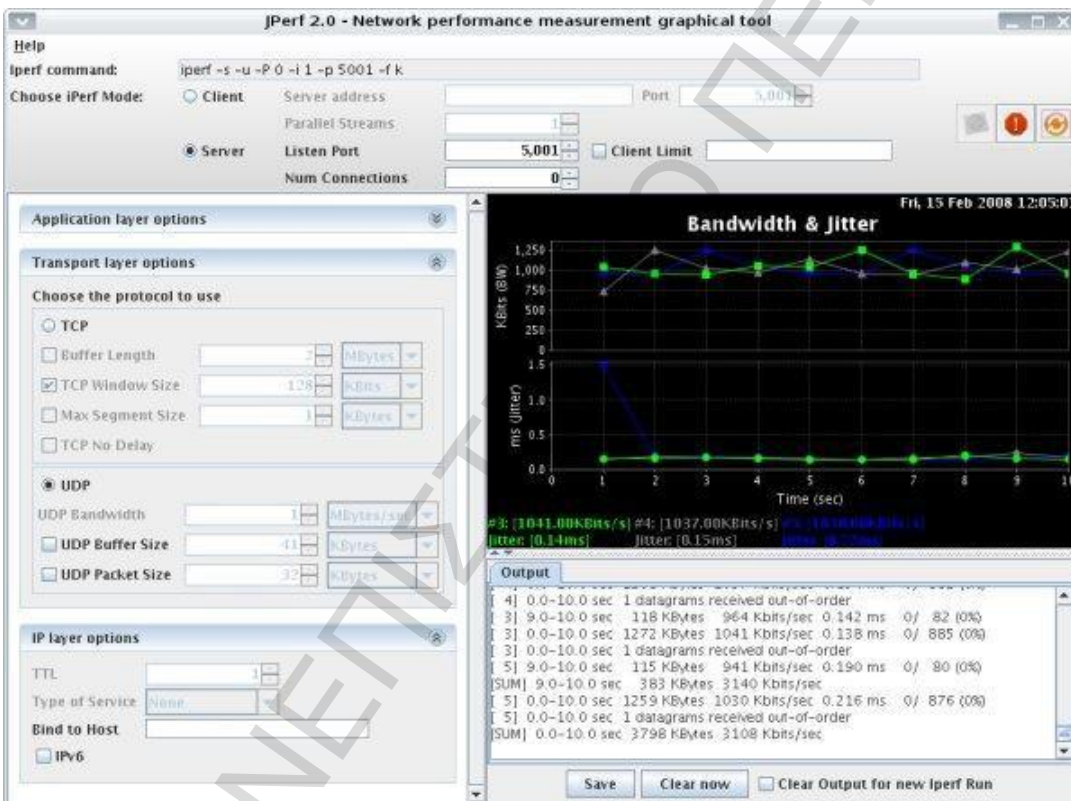 JPerf 2.0 - Network performance measurement graphical tool
Help
Iperf command: iperf -s -u -P 0 -i 1 -p 5001 -f k
Choose iPerf Mode: Client Server address Port 5,001
Parallel Streams 1
Server Listen Port 5,001 Client Limit
Num Connections 0
Application layer options
Transport layer options
Choose the protocol to use
TCP
Buffer Length 2 MBytes
TCP Window Size 128 KBits
Max Segment Size 1 KBytes
TCP No Delay
UDP
UDP Bandwidth 1 MBytes/sec
UDP Buffer Size 41 KBytes
UDP Packet Size 32 KBytes
IP layer options
TTL 1
Type of Service None
Bind to Host
IPv6
Fri, 15 Feb 2008 12:05:0
Bandwidth & Jitter
KBits (BW)
1,250
1,000
750
500
250
0
ms (Jitter)
1.5
1.0
0.5
0.0
0 1 2 3 4 5 6 7 8 9 10
Time (sec)
#3: [1041.00KBits/s] #4: [1037.00KBits/s]
Jitter: [0.14ms] Jitter: [0.15ms]
Output
[ 4] 0.0-10.0 sec 1 datagrams received out-of-order
[ 3] 9.0-10.0 sec 118 KBytes 964 Kbits/sec 0.142 ms 0/ 82 (0%)
[ 3] 0.0-10.0 sec 1272 KBytes 1041 Kbits/sec 0.138 ms 0/ 885 (0%)
[ 3] 0.0-10.0 sec 1 datagrams received out-of-order
[ 5] 9.0-10.0 sec 115 KBytes 941 Kbits/sec 0.190 ms 0/ 80 (0%)
[SUM] 9.0-10.0 sec 383 KBytes 3140 Kbits/sec
[ 5] 0.0-10.0 sec 1259 KBytes 1030 Kbits/sec 0.216 ms 0/ 876 (0%)
[ 5] 0.0-10.0 sec 1 datagrams received out-of-order
[SUM] 0.0-10.0 sec 3798 KBytes 3108 Kbits/sec
Save Clear now Clear Output for new Iperf Run